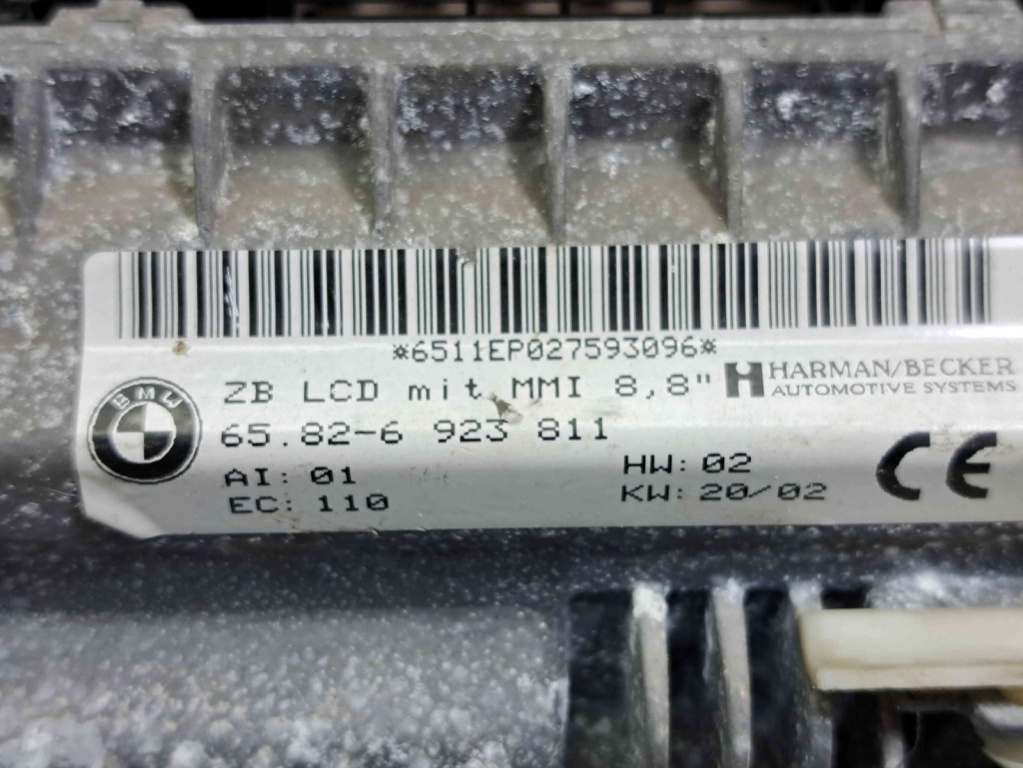 *6511EP027593096*
ZB LCD mit MMI 8,8" HARMAN/BECKER
AUTOMOTIVE SYSTEMS
BMW
65.82-6 923 811
AI: 01 HW: 02
EC: 110 KW: 20/02
CE